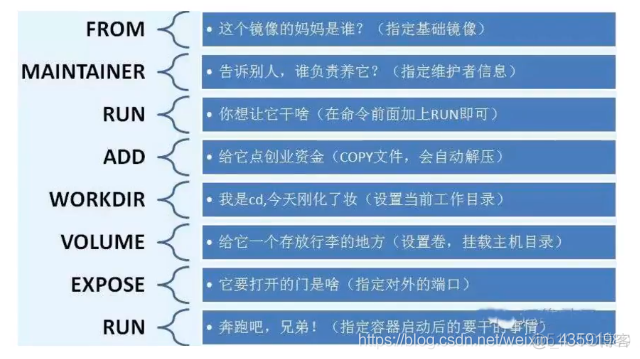 FROM
• 这个镜像的妈妈是谁？（指定基础镜像）
MAINTAINER
• 告诉别人，谁负责养它？（指定维护者信息）
RUN
• 你想让它干啥（在命令前面加上RUN即可）
ADD
• 给它点创业资金（COPY文件，会自动解压）
WORKDIR
• 我是cd,今天刚化了妆（设置当前工作目录）
VOLUME
• 给它一个存放行李的地方（设置卷，挂载主机目录）
EXPOSE
• 它要打开的门是啥（指定对外的端口）
RUN
• 奔跑吧，兄弟！（指定容器启动后的要干的事情）
https://blog.csdn.net/weixin_435919